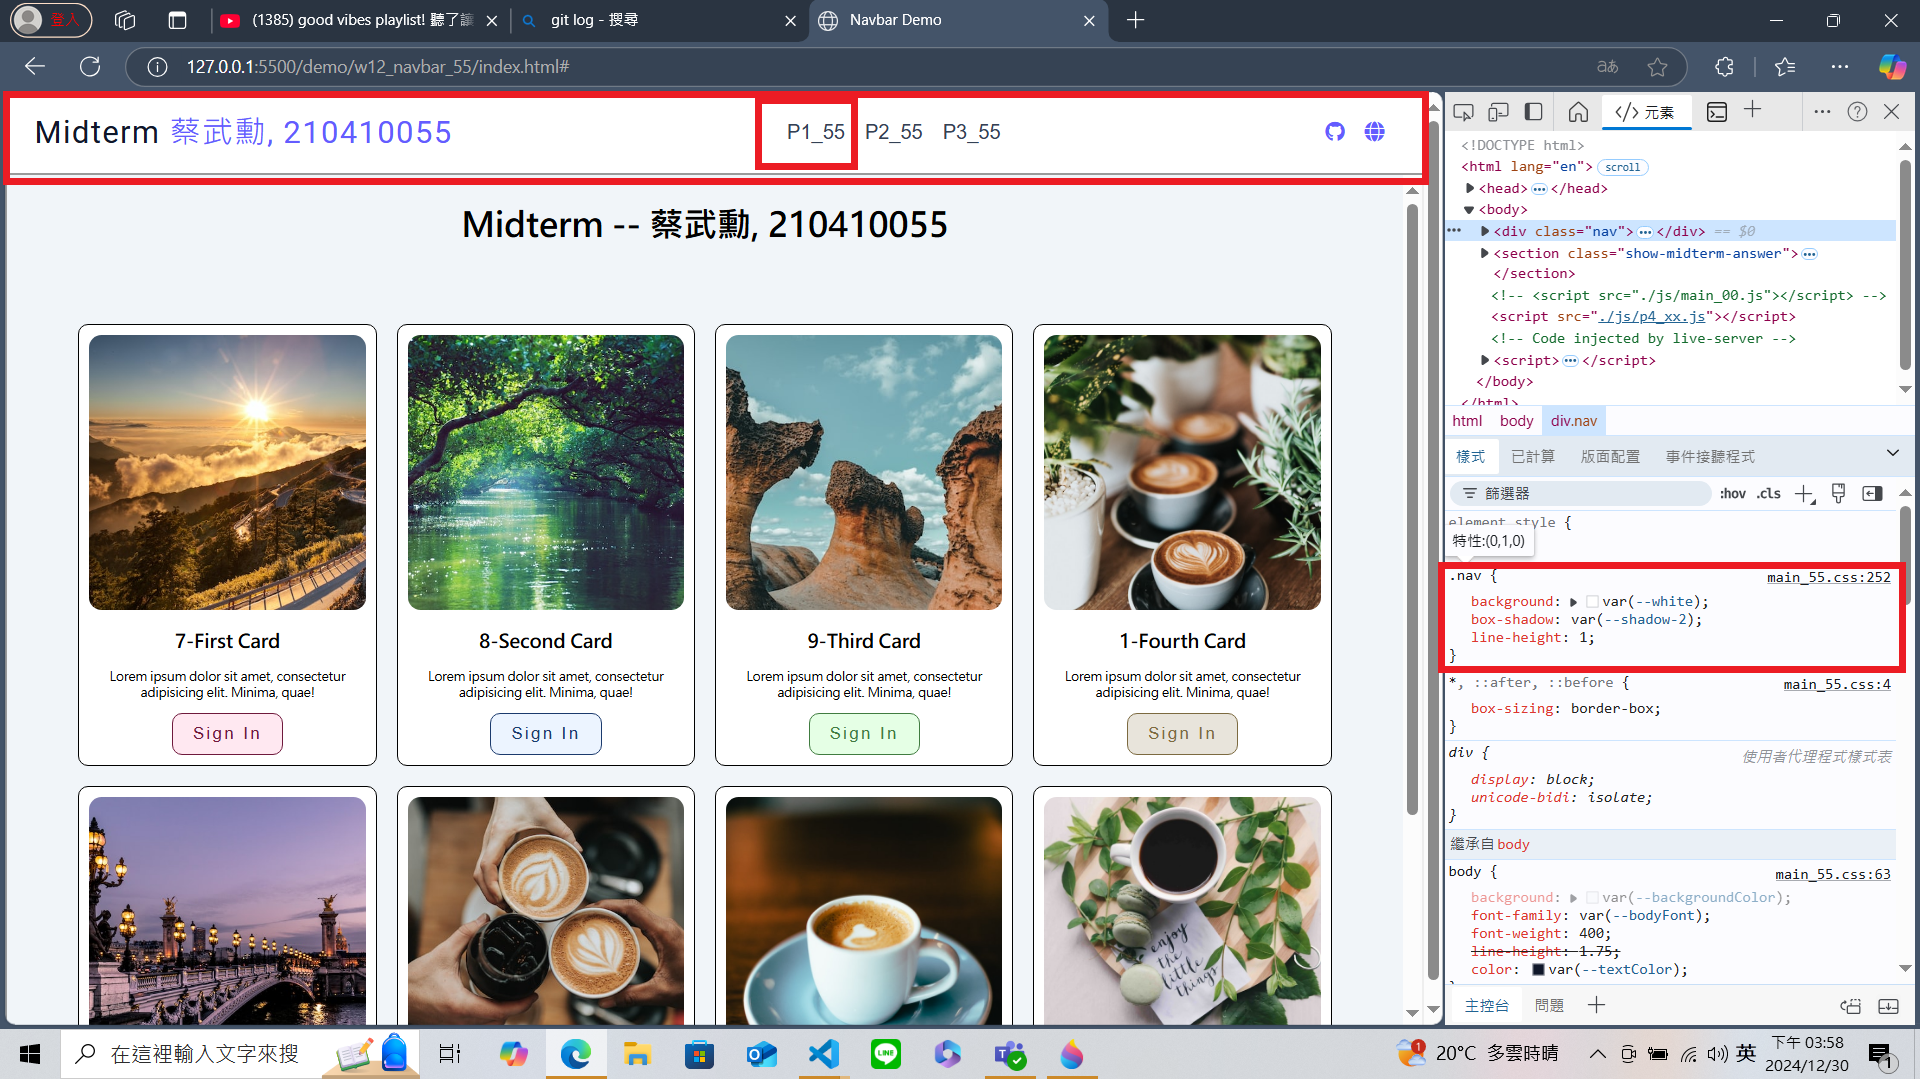 登入
(1385) good vibes playlist! 聽了讓
git log - 搜尋
Navbar Demo
127.0.0.1:5500/demo/w12_navbar_55/index.html#
aあ
Midterm 蔡武勳, 210410055
P1_55 P2_55 P3_55
Midterm -- 蔡武勳, 210410055
7-First Card
Lorem ipsum dolor sit amet, consectetur
adipisicing elit. Minima, quae!
Sign In
8-Second Card
Lorem ipsum dolor sit amet, consectetur
adipisicing elit. Minima, quae!
Sign In
9-Third Card
Lorem ipsum dolor sit amet, consectetur
adipisicing elit. Minima, quae!
Sign In
1-Fourth Card
Lorem ipsum dolor sit amet, consectetur
adipisicing elit. Minima, quae!
Sign In
enjoy
the
little
things
元素
<!DOCTYPE html>
<html lang="en"> scroll
<head> ••• </head>
<body>
••• <div class="nav"> ••• </div> == $0
<section class="show-midterm-answer"> •••
</section>
<!-- <script src="./js/main_00.js"></script> -->
<script src="./js/p4_xx.js"></script>
<!-- Code injected by live-server -->
<script> ••• </script>
</body>
</html>
html body div.nav
樣式 已計算 版面配置 事件接聽程式
篩選器 :hov .cls
element.style {
特性:(0,1,0)
.nav { main_55.css:252
background: var(--white);
box-shadow: var(--shadow-2);
line-height: 1;
}
*, ::after, ::before { main_55.css:4
box-sizing: border-box;
}
div { 使用者代理程式樣式表
display: block;
unicode-bidi: isolate;
}
繼承自 body
body { main_55.css:63
background: var(--backgroundColor);
font-family: var(--bodyFont);
font-weight: 400;
line-height: 1.75;
color: var(--textColor);
}
主控台 問題
在這裡輸入文字來搜
LINE
1
20°C 多雲時晴
英
下午 03:58
2024/12/30
1